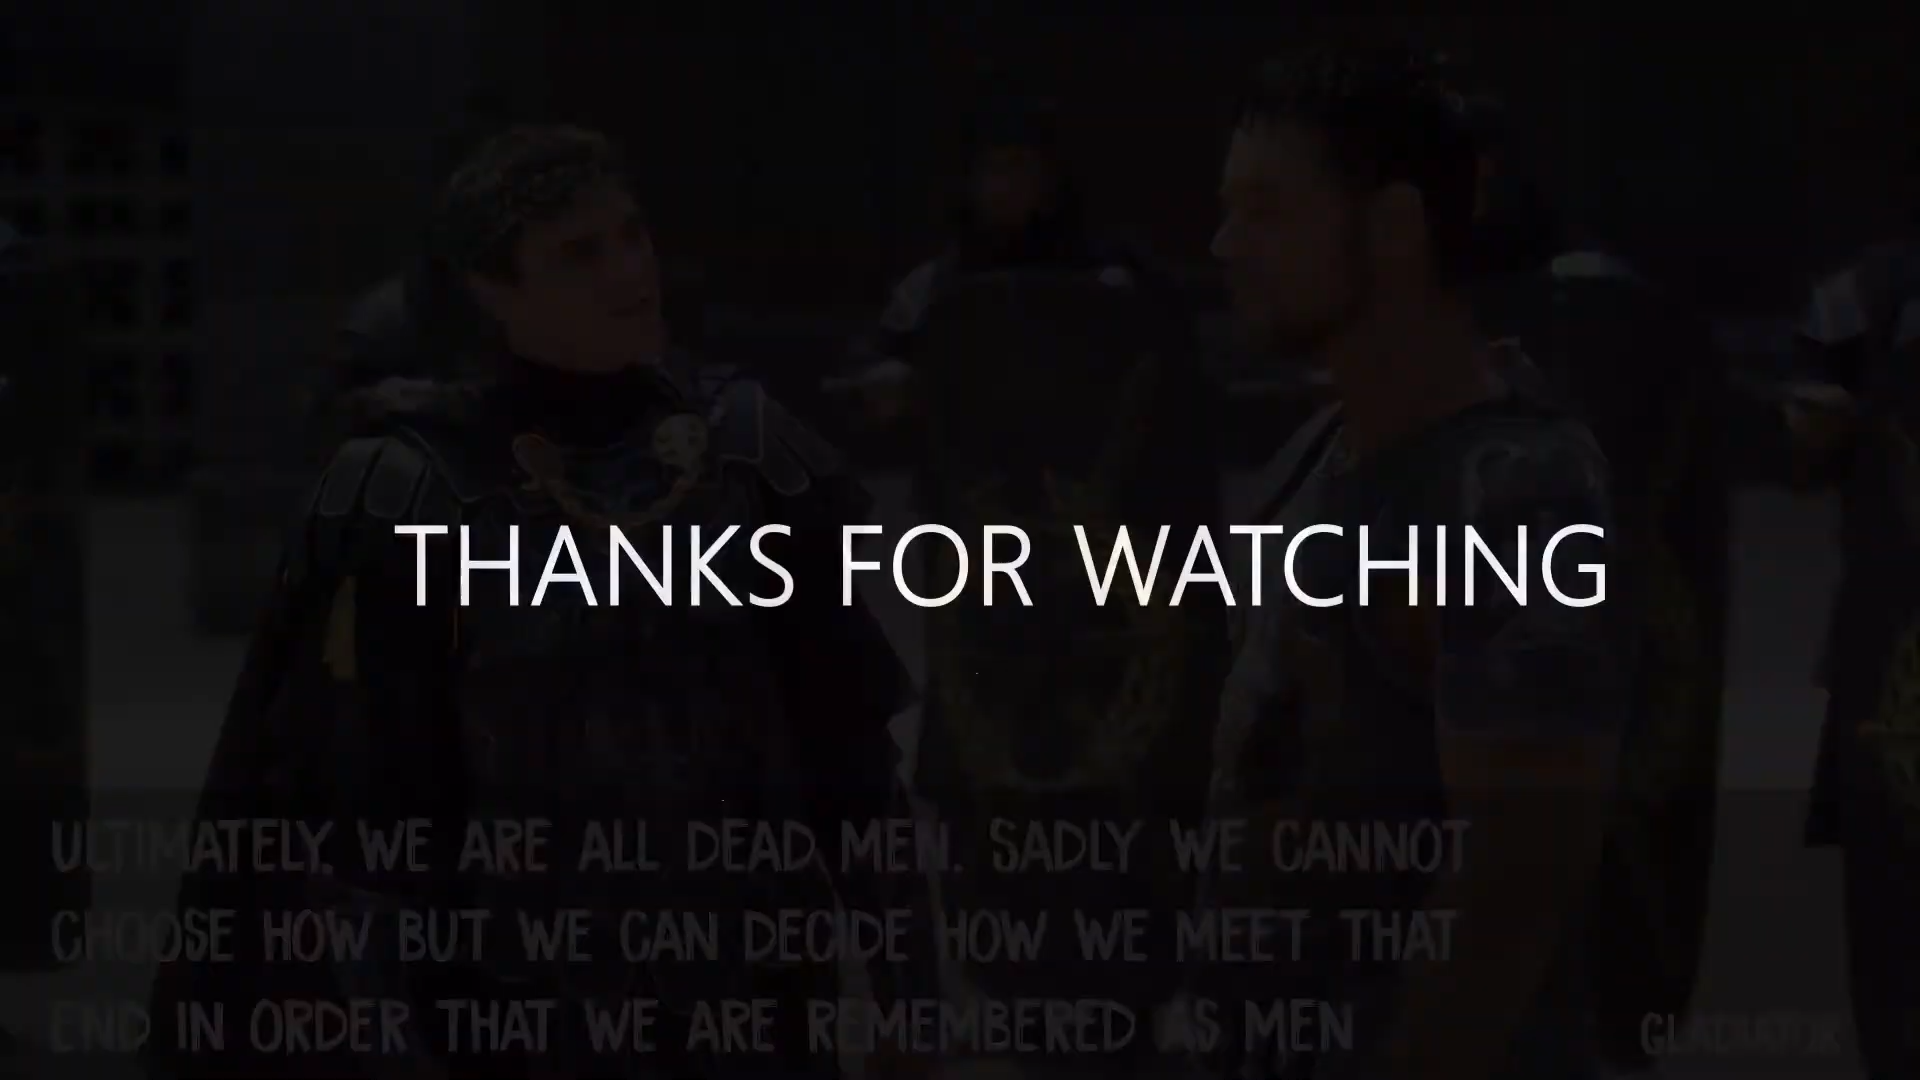 THANKS FOR WATCHING
ULTIMATELY, WE ARE ALL DEAD MEN. SADLY WE CANNOT
CHOOSE HOW BUT WE CAN DECIDE HOW WE MEET THAT
END IN ORDER THAT WE ARE REMEMBERED AS MEN
GLADIATOR